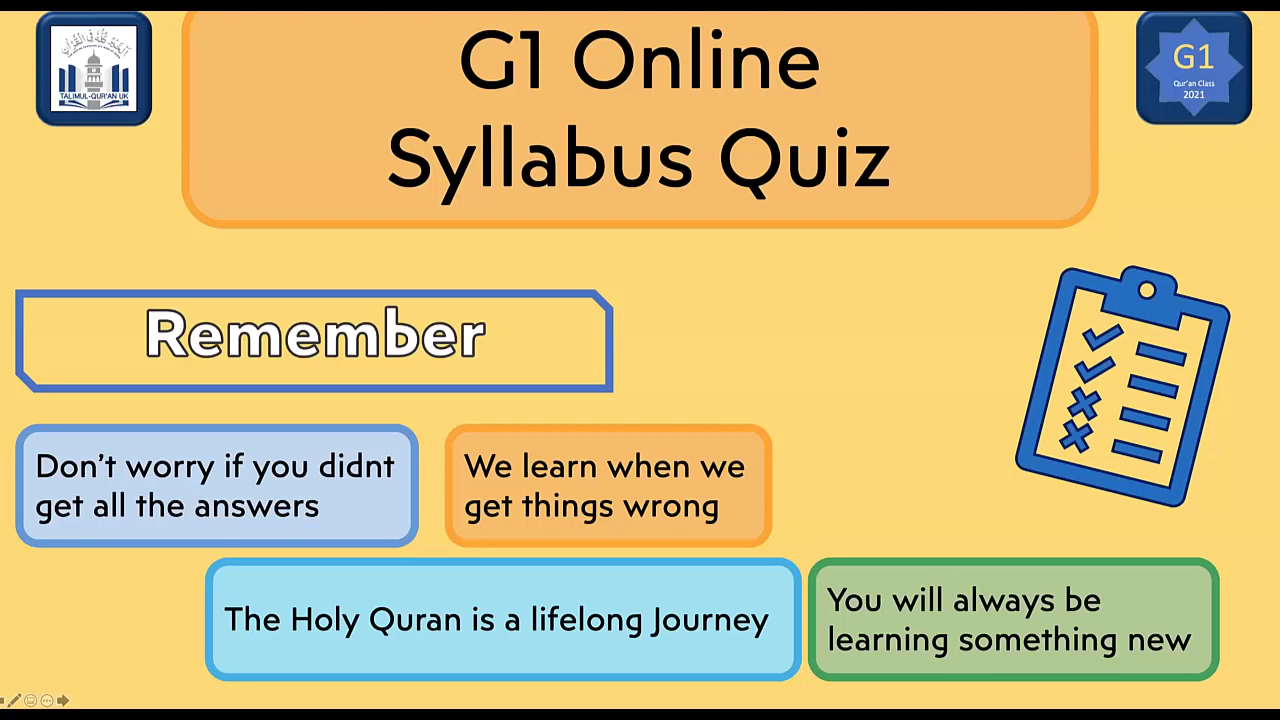 G1 Online
Syllabus Quiz
TALIMUL-QUR'AN UK
G1
Qur'an Class
2021
Remember
Don't worry if you didnt
get all the answers
We learn when we
get things wrong
The Holy Quran is a lifelong Journey
You will always be
learning something new